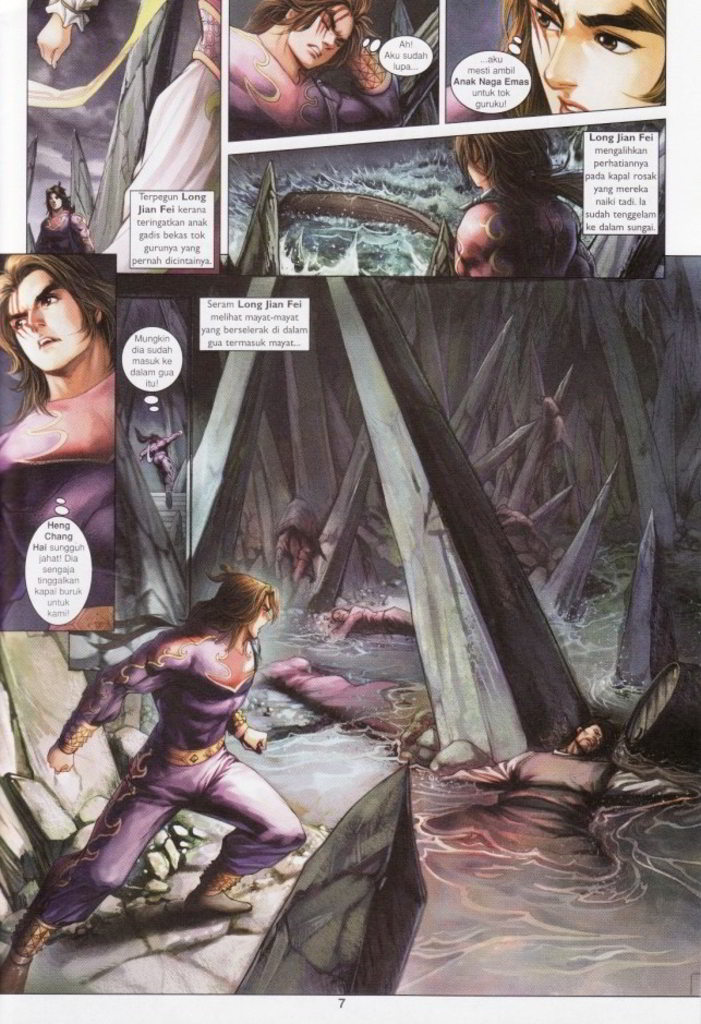 Terpegun Long
Jian Fei kerana
teringatkan anak
gadis bekas tok
gurunya yang
pernah dicintainya.
Ah!
Aku sudah
lupa...
...aku
mesti ambil
Anak Naga Emas
untuk tok
guruku!
Long Jian Fei
mengalihkan
perhatiannya
pada kapal rosak
yang mereka
naiki tadi. Ia
sudah tenggelam
ke dalam sungai.
Heng
Chang
Hai sungguh
jahat! Dia
sengaja
tinggalkan
kami buruk
untuk
kami!
Mungkin
dia sudah
masuk ke
dalam gua
itu!
Seram Long Jian Fei
melihat mayat-mayat
yang berselerak di dalam
gua termasuk mayat...
7